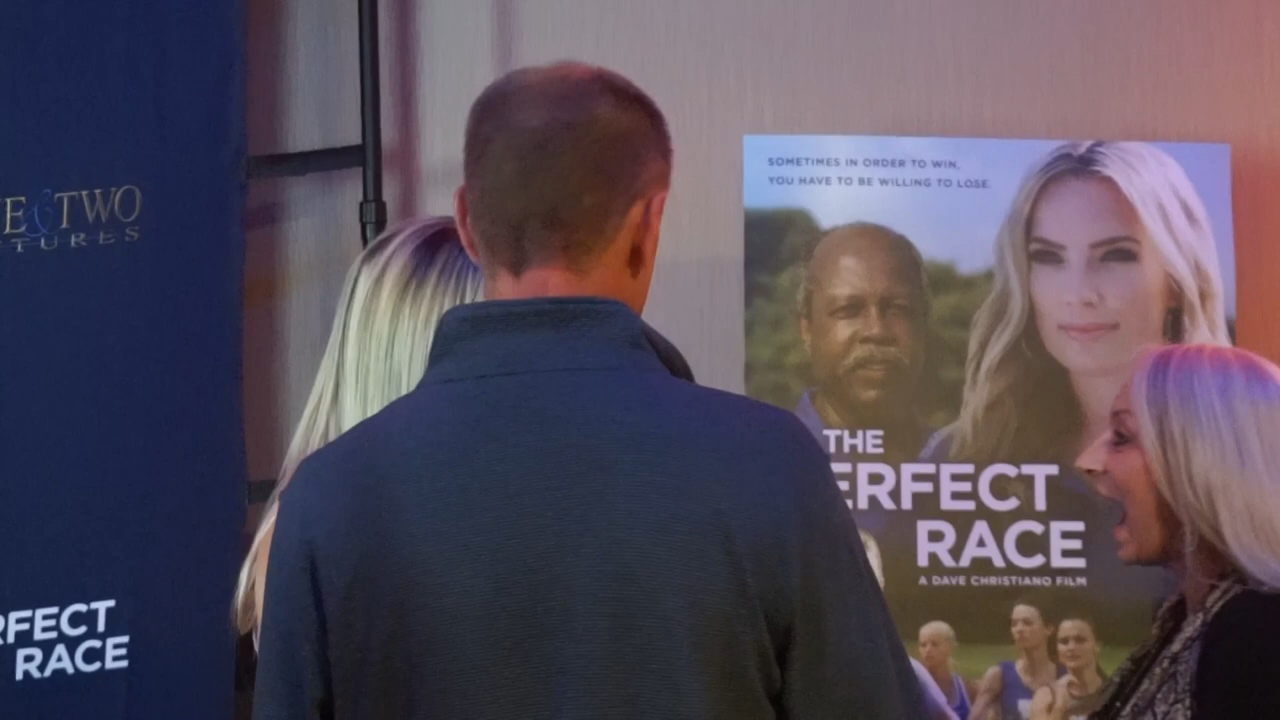 E&TWO
TURES
RFECT
RACE
SOMETIMES IN ORDER TO WIN,
YOU HAVE TO BE WILLING TO LOSE.
THE
ERFECT
RACE
A DAVE CHRISTIANO FILM